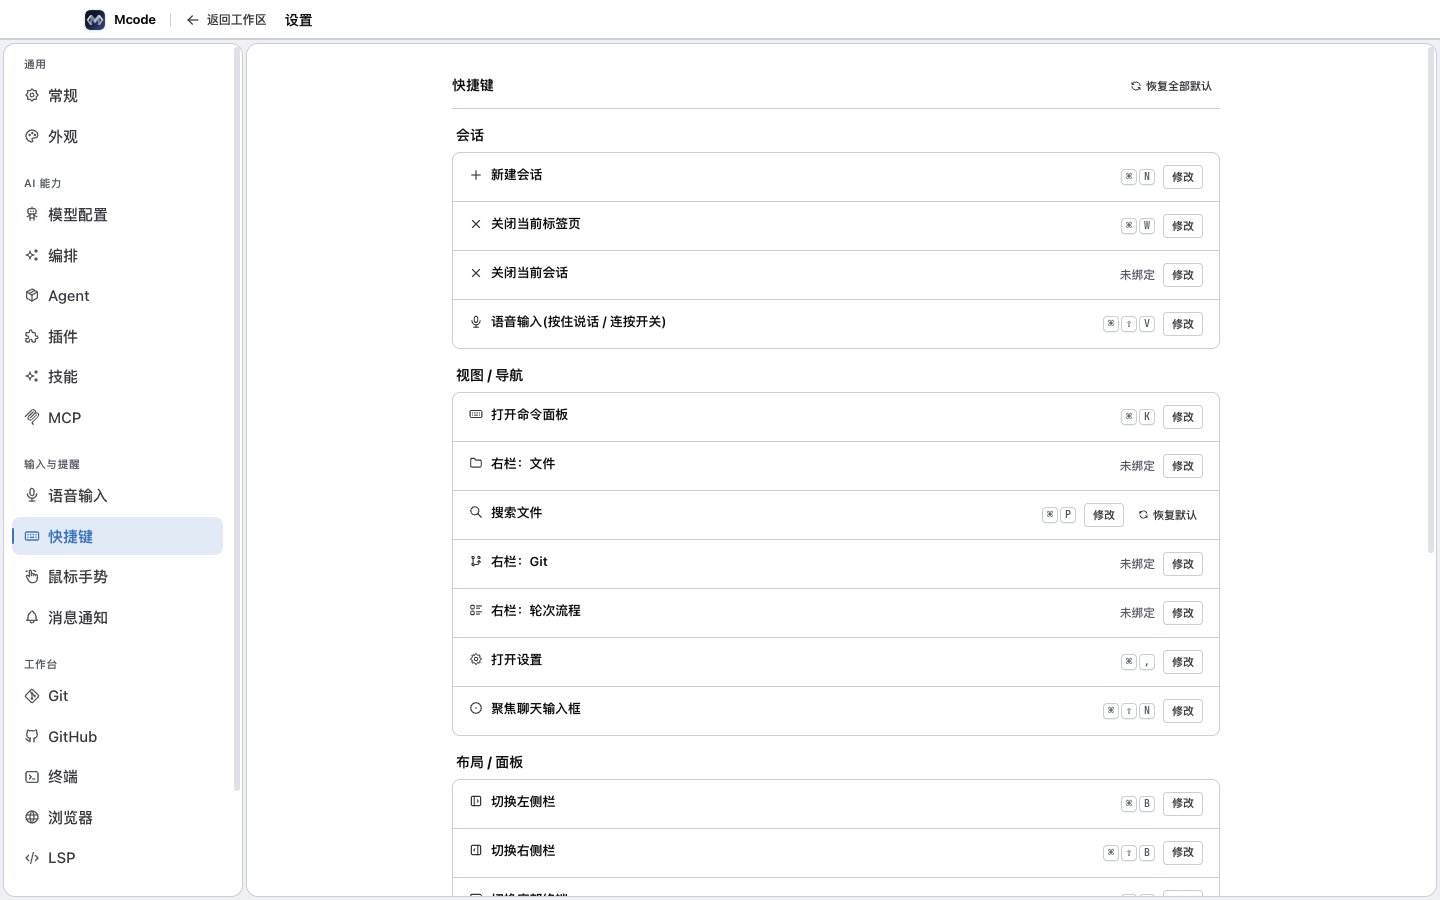 Mcode
返回工作区
设置
通用
常规
外观
AI 能力
模型配置
编排
Agent
插件
技能
MCP
输入与提醒
语音输入
快捷键
鼠标手势
消息通知
工作台
Git
GitHub
终端
浏览器
LSP
快捷键
恢复全部默认
会话
新建会话 ⌘ N 修改
关闭当前标签页 ⌘ W 修改
关闭当前会话 未绑定 修改
语音输入(按住说话 / 连按开关) ⌘ ⇧ V 修改
视图 / 导航
打开命令面板 ⌘ K 修改
右栏：文件 未绑定 修改
搜索文件 ⌘ P 修改 恢复默认
右栏：Git 未绑定 修改
右栏：轮次流程 未绑定 修改
打开设置 ⌘ , 修改
聚焦聊天输入框 ⌘ ⇧ N 修改
布局 / 面板
切换左侧栏 ⌘ B 修改
切换右侧栏 ⌘ ⇧ B 修改